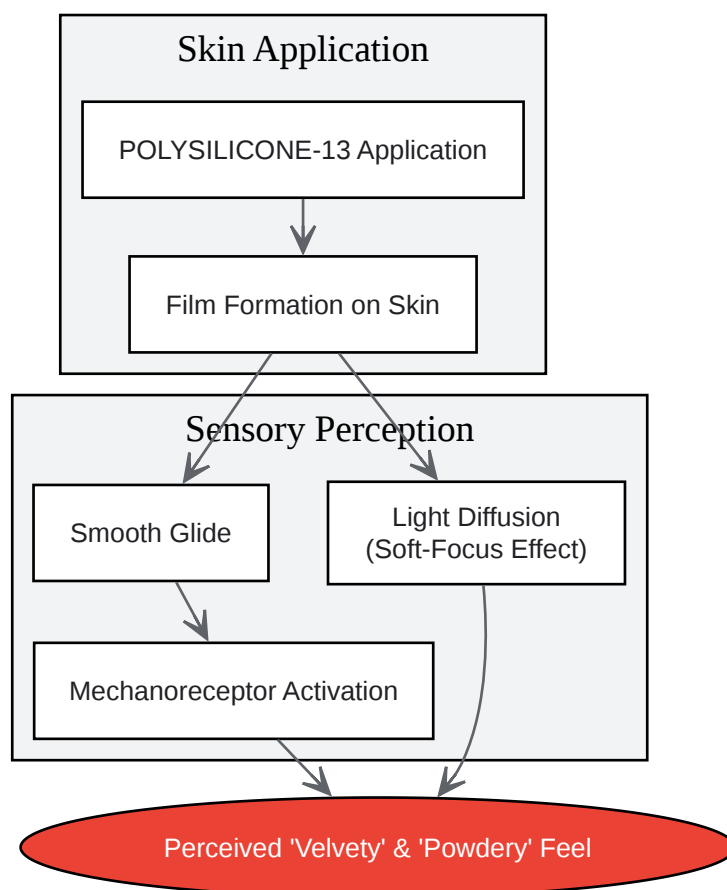 Skin Application
POLYSILICONE-13 Application
Film Formation on Skin
Sensory Perception
Smooth Glide
Light Diffusion
(Soft-Focus Effect)
Mechanoreceptor Activation
Perceived 'Velvety' & 'Powdery' Feel